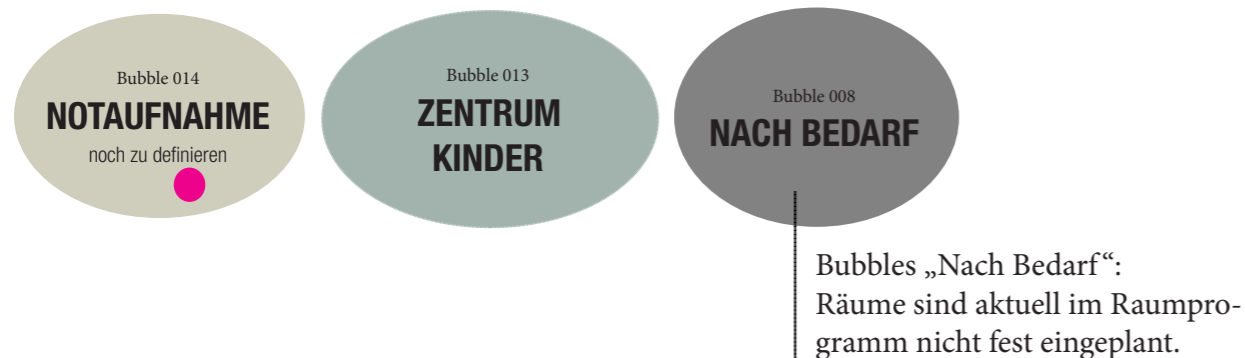 Bubble 014
NOTAUFNAHME
noch zu definieren
Bubble 013
ZENTRUM
KINDER
Bubble 008
NACH BEDARF
Bubbles „Nach Bedarf“:
Räume sind aktuell im Raumpro-
gramm nicht fest eingeplant.